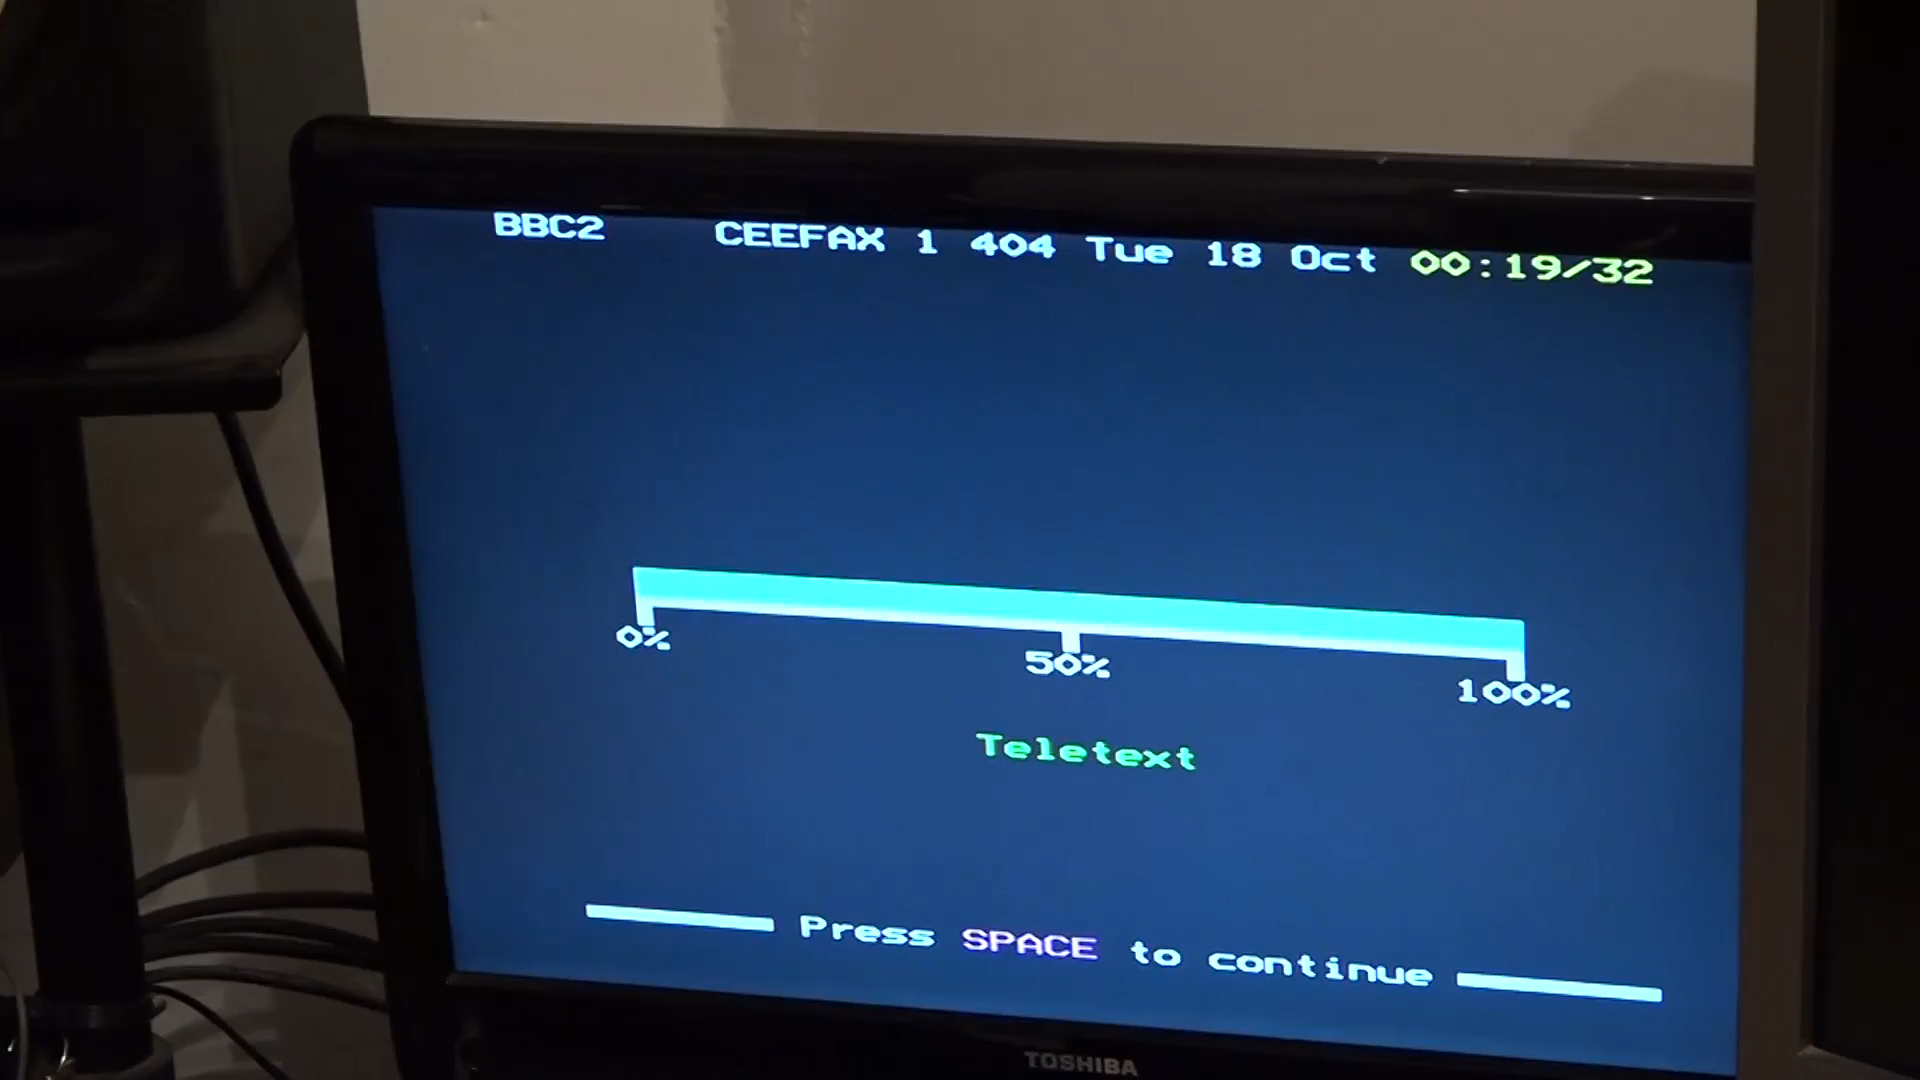 BBC2 CEEFAX 1 404 Tue 18 Oct 00:19/32
0% 50% 100%
Teletext
Press SPACE to continue
TOSHIBA